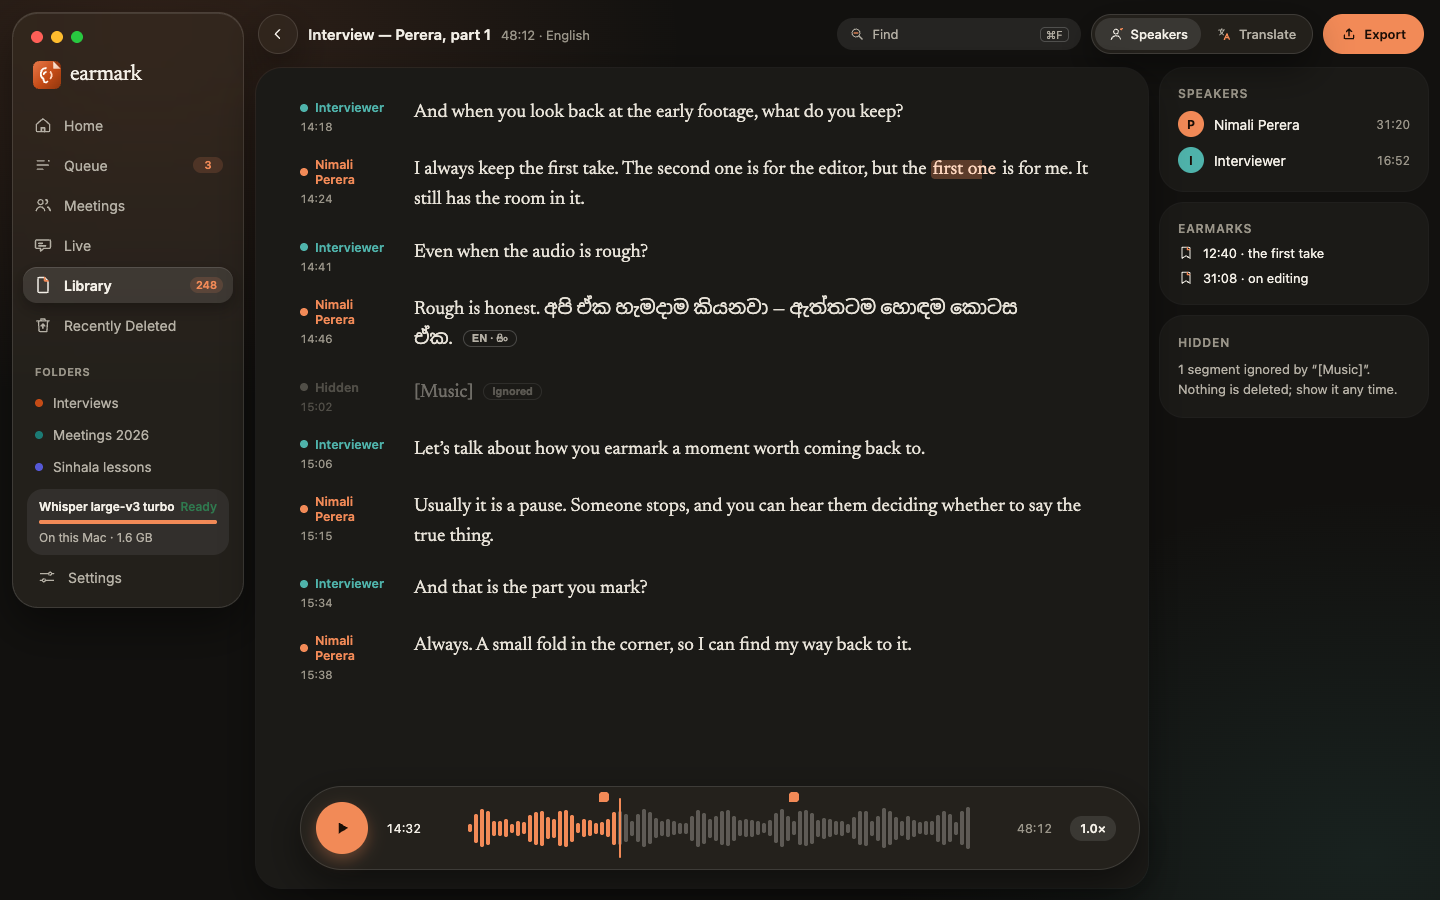 earmark
Home
Queue 3
Meetings
Live
Library 248
Recently Deleted
FOLDERS
Interviews
Meetings 2026
Sinhala lessons
Whisper large-v3 turbo Ready
On this Mac · 1.6 GB
Settings
Interview — Perera, part 1 48:12 · English
Find ⌘F
Speakers
Translate
Export
Interviewer
14:18
And when you look back at the early footage, what do you keep?
Nimali
Perera
14:24
I always keep the first take. The second one is for the editor, but the first one is for me. It
still has the room in it.
Interviewer
14:41
Even when the audio is rough?
Nimali
Perera
14:46
Rough is honest. අපි ඒක හැමදාම කියනවා – ඇත්තටම හොඳම කොටස
ඒක. EN · සිං
Hidden
15:02
[Music] Ignored
Interviewer
15:06
Let’s talk about how you earmark a moment worth coming back to.
Nimali
Perera
15:15
Usually it is a pause. Someone stops, and you can hear them deciding whether to say the
true thing.
Interviewer
15:34
And that is the part you mark?
Nimali
Perera
15:38
Always. A small fold in the corner, so I can find my way back to it.
14:32
48:12
1.0×
SPEAKERS
P Nimali Perera 31:20
I Interviewer 16:52
EARMARKS
12:40 · the first take
31:08 · on editing
HIDDEN
1 segment ignored by “[Music]”.
Nothing is deleted; show it any time.